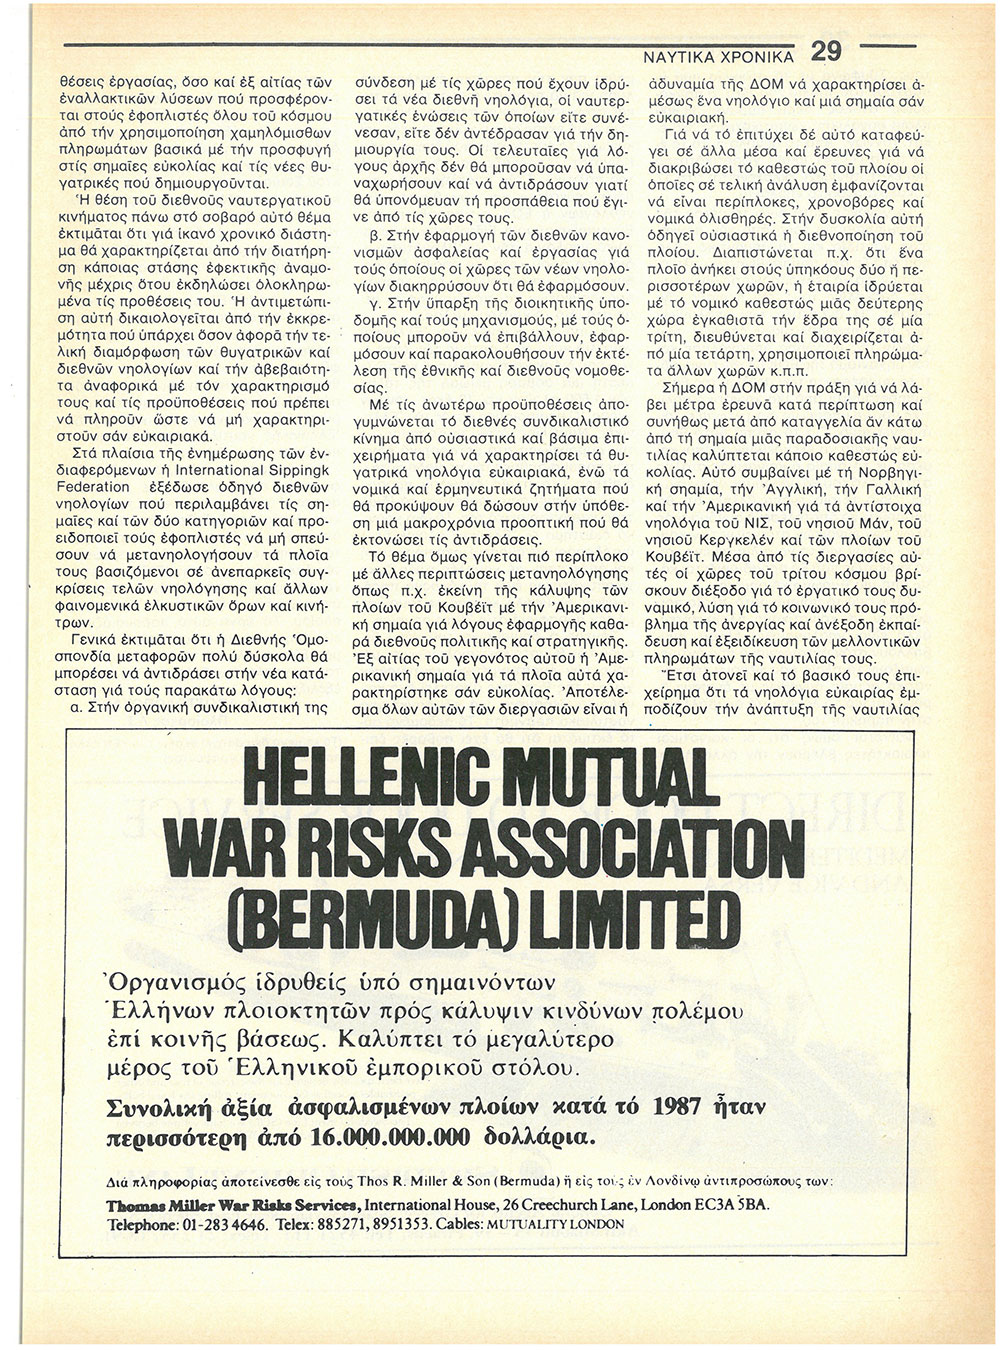 ΝΑΥΤΙΚΑ ΧΡΟΝΙΚΑ 29
θέσεις ἐργασίας, ὅσο καί ἐξ αἰτίας τῶν
ἐναλλακτικῶν λύσεων πού προσφέρον-
ται στούς ἐφοπλιστές ὅλου τοῦ κόσμου
ἀπό τήν χρησιμοποίηση χαμηλόμισθων
πληρωμάτων βασικά μέ τήν προσφυγή
στίς σημαῖες εὐκολίας καί τίς νέες θυ-
γατρικές πού δημιουργοῦνται.
Ἡ θέση τοῦ διεθνοῦς ναυτεργατικοῦ
κινήματος πάνω στό σοβαρό αὐτό θέμα
ἐκτιμᾶται ὅτι γιά ἱκανό χρονικό διάστη-
μα θά χαρακτηρίζεται ἀπό τήν διατήρη-
ση κάποιας στάσης ἐφεκτικῆς ἀναμο-
νῆς μέχρις ὅτου ἐκδηλώσει ὁλοκληρω-
μένα τίς προθέσεις του. Ἡ ἀντιμετώπι-
ση αὐτή δικαιολογεῖται ἀπό τήν ἐκκρε-
μότητα πού ὑπάρχει ὅσον ἀφορᾶ τήν τε-
λική διαμόρφωση τῶν θυγατρικῶν καί
διεθνῶν νηολογίων καί τήν ἀβεβαιότη-
τα ἀναφορικά μέ τόν χαρακτηρισμό
τους καί τίς προϋποθέσεις πού πρέπει
νά πληροῦν ὥστε νά μή χαρακτηρι-
στοῦν σάν εὐκαιριακά.
Στά πλαίσια τῆς ἐνημέρωσης τῶν ἐν-
διαφερόμενων ἡ International Sippingk
Federation ἐξέδωσε ὁδηγό διεθνῶν
νηολογίων πού περιλαμβάνει τίς ση-
μαῖες καί τῶν δύο κατηγοριῶν καί προ-
ειδοποιεῖ τούς ἐφοπλιστές νά μή σπεύ-
σουν νά μετανηολογήσουν τά πλοῖα
τους βασιζόμενοι σέ ἀνεπαρκεῖς συγ-
κρίσεις τελῶν νηολόγησης καί ἄλλων
φαινομενικά ἑλκυστικῶν ὅρων καί κινή-
τρων.
Γενικά ἐκτιμᾶται ὅτι ἡ Διεθνής Ὁμο-
σπονδία μεταφορῶν πολύ δύσκολα θά
μπορέσει νά ἀντιδράσει στήν νέα κατά-
σταση γιά τούς παρακάτω λόγους:
α. Στήν ὀργανική συνδικαλιστική της
σύνδεση μέ τίς χῶρες πού ἔχουν ἱδρύ-
σει τά νέα διεθνῆ νηολόγια, οἱ ναυτερ-
γατικές ἑνώσεις τῶν ὁποίων εἴτε συνέ-
νεσαν, εἴτε δέν ἀντέδρασαν γιά τήν δη-
μιουργία τους. Οἱ τελευταῖες γιά λό-
γους ἀρχῆς δέν θά μποροῦσαν νά ὑπα-
ναχωρήσουν καί νά ἀντιδράσουν γιατί
θά ὑπονόμευαν τή προσπάθεια πού ἔγι-
νε ἀπό τίς χῶρες τους.
β. Στήν ἐφαρμογή τῶν διεθνῶν κανο-
νισμῶν ἀσφαλείας καί ἐργασίας γιά
τούς ὁποίους οἱ χῶρες τῶν νέων νηολο-
γίων διακηρρύσουν ὅτι θά ἐφαρμόσουν.
γ. Στήν ὕπαρξη τῆς διοικητικῆς ὑπο-
δομῆς καί τούς μηχανισμούς, μέ τούς ὁ-
ποίους μποροῦν νά ἐπιβάλλουν, ἐφαρ-
μόσουν καί παρακολουθήσουν τήν ἐκτέ-
λεση τῆς ἐθνικῆς καί διεθνοῦς νομοθε-
σίας.
Μέ τίς ἀνωτέρω προϋποθέσεις ἀπο-
γυμνώνεται τό διεθνές συνδικαλιστικό
κίνημα ἀπό οὐσιαστικά καί βάσιμα ἐπι-
χειρήματα γιά νά χαρακτηρίσει τά θυ-
γατρικά νηολόγια εὐκαιριακά, ἐνῶ τά
νομικά καί ἑρμηνευτικά ζητήματα πού
θά προκύψουν θά δώσουν στήν ὑπόθε-
ση μιά μακροχρόνια προοπτική πού θά
ἐκτονώσει τίς ἀντιδράσεις.
Τό θέμα ὅμως γίνεται πιό περίπλοκο
μέ ἄλλες περιπτώσεις μετανηολόγησης
ὅπως π.χ. ἐκείνη τῆς κάλυψης τῶν
πλοίων τοῦ Κουβέϊτ μέ τήν Ἀμερικανι-
κή σημαία γιά λόγους ἐφαρμογῆς καθα-
ρά διεθνοῦς πολιτικῆς καί στρατηγικῆς.
Ἐξ αἰτίας τοῦ γεγονότος αὐτοῦ ἡ Ἀμε-
ρικανική σημαία γιά τά πλοῖα αὐτά χα-
ρακτηρίστηκε σάν εὐκολίας. Ἀποτέλε-
σμα ὅλων αὐτῶν τῶν διεργασιῶν εἶναι ἡ
ἀδυναμία τῆς ΔΟΜ νά χαρακτηρίσει ἀ-
μέσως ἕνα νηολόγιο καί μιά σημαία σάν
εὐκαιριακή.
Γιά νά τό ἐπιτύχει δέ αὐτό καταφεύ-
γει σέ ἄλλα μέσα καί ἔρευνες γιά νά
διακριβώσει τό καθεστώς τοῦ πλοίου οἱ
ὁποῖες σέ τελική ἀνάλυση ἐμφανίζονται
νά εἶναι περίπλοκες, χρονοβόρες καί
νομικά ὀλισθηρές. Στήν δυσκολία αὐτή
ὁδηγεῖ οὐσιαστικά ἡ διεθνοποίηση τοῦ
πλοίου. Διαπιστώνεται π.χ. ὅτι ἕνα
πλοῖο ἀνήκει στούς ὑπηκόους δύο ἤ πε-
ρισσοτέρων χωρῶν, ἡ ἑταιρία ἱδρύεται
μέ τό νομικό καθεστώς μιᾶς δεύτερης
χώρα ἐγκαθιστᾶ τήν ἕδρα της σέ μία
τρίτη, διευθύνεται καί διαχειρίζεται ἀ-
πό μία τετάρτη, χρησιμοποιεῖ πληρώμα-
τα ἄλλων χωρῶν κ.π.π.
Σήμερα ἡ ΔΟΜ στήν πράξη γιά νά λά-
βει μέτρα ἐρευνᾶ κατά περίπτωση καί
συνήθως μετά ἀπό καταγγελία ἄν κάτω
ἀπό τή σημαία μιᾶς παραδοσιακῆς ναυ-
τιλίας καλύπτεται κάποιο καθεστώς εὐ-
κολίας. Αὐτό συμβαίνει μέ τή Νορβηγι-
κή σηαμία, τήν Ἀγγλική, τήν Γαλλική
καί τήν Ἀμερικανική γιά τά ἀντίστοιχα
νηολόγια τοῦ ΝΙΣ, τοῦ νησιοῦ Μάν, τοῦ
νησιοῦ Κεργκελέν καί τῶν πλοίων τοῦ
Κουβέϊτ. Μέσα ἀπό τίς διεργασίες αὐ-
τές οἱ χῶρες τοῦ τρίτου κόσμου βρί-
σκουν διέξοδο γιά τό ἐργατικό τους δυ-
ναμικό, λύση γιά τό κοινωνικό τους πρό-
βλημα τῆς ἀνεργίας καί ἀνέξοδη ἐκπαί-
δευση καί ἐξειδίκευση τῶν μελλοντικῶν
πληρωμάτων τῆς ναυτιλίας τους.
Ἔτσι ἀτονεῖ καί τό βασικό τους ἐπι-
χείρημα ὅτι τά νηολόγια εὐκαιρίας ἐμ-
ποδίζουν τήν ἀνάπτυξη τῆς ναυτιλίας
HELLENIC MUTUAL
WAR RISKS ASSOCIATION
(BERMUDA) LIMITED
Ὀργανισμός ἱδρυθείς ὑπό σημαινόντων
Ἑλλήνων πλοιοκτητῶν πρός κάλυψιν κινδύνων πολέμου
ἐπί κοινῆς βάσεως. Καλύπτει τό μεγαλύτερο
μέρος τοῦ Ἑλληνικοῦ ἐμπορικοῦ στόλου.
Συνολική ἀξία ἀσφαλισμένων πλοίων κατά τό 1987 ἦταν
περισσότερη ἀπό 16.000.000.000 δολλάρια.
Διά πληροφορίας ἀποτείνεσθε εἰς τούς Thos R. Miller & Son (Bermuda) ἤ εἰς τούς ἐν Λονδίνῳ ἀντιπροσώπους των:
Thomas Miller War Risks Services, International House, 26 Creechurch Lane, London EC3A 5BA.
Telephone: 01-283 4646. Telex: 885271, 8951353. Cables: MUTUALITY LONDON